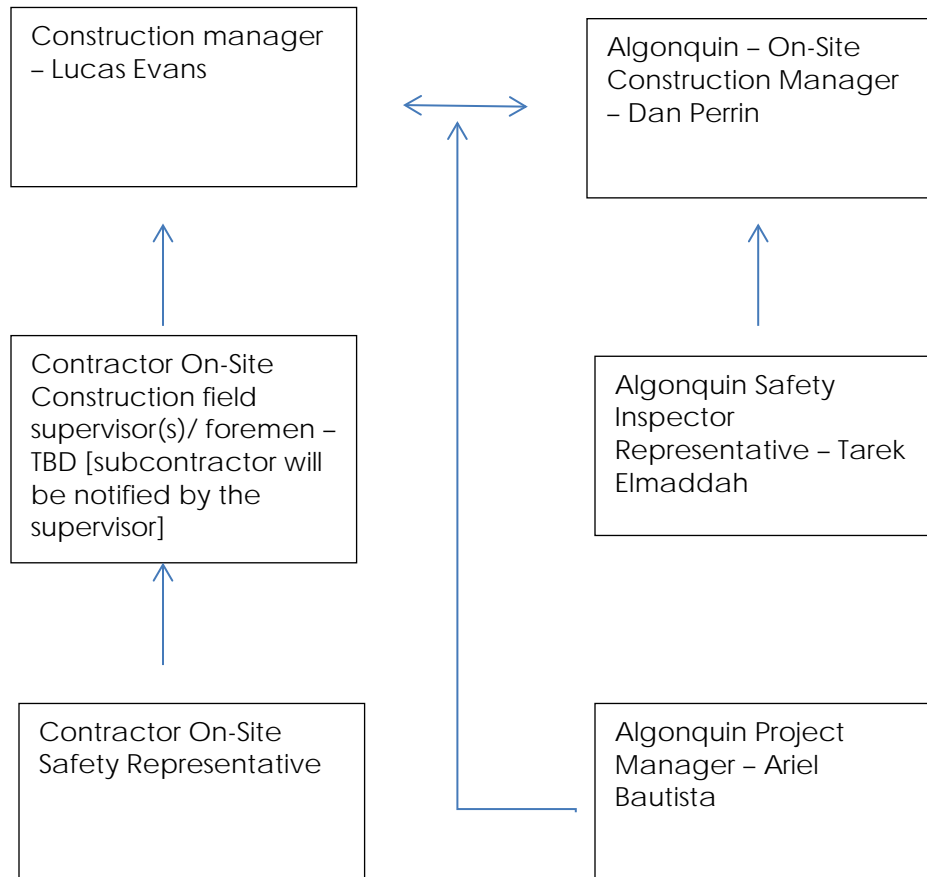 Construction manager
– Lucas Evans
Algonquin – On-Site
Construction Manager
– Dan Perrin
Contractor On-Site
Construction field
supervisor(s)/ foremen –
TBD [subcontractor will
be notified by the
supervisor]
Algonquin Safety
Inspector
Representative – Tarek
Elmaddah
Contractor On-Site
Safety Representative
Algonquin Project
Manager – Ariel
Bautista